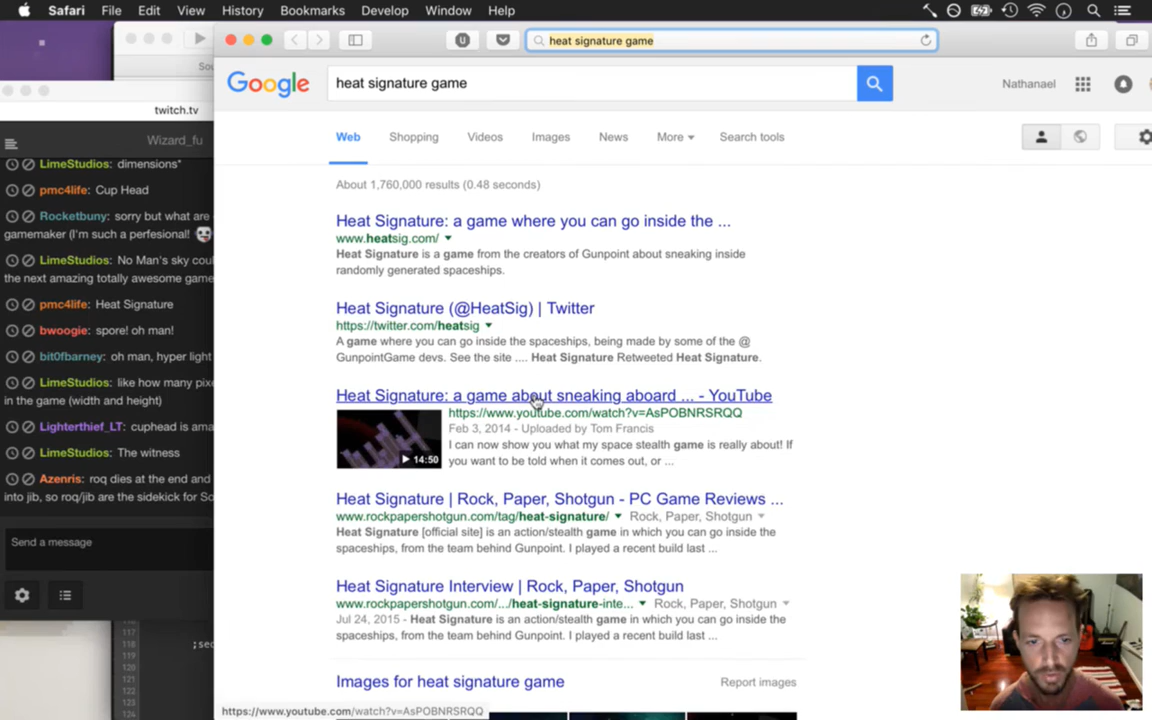 Safari File Edit View History Bookmarks Develop Window Help
heat signature game
twitch.tv
Wizard_fu
LimeStudios: dimensions*
pmc4life: Cup Head
Rocketbuny: sorry but what are
gamemaker (I'm such a perfesional!
LimeStudios: No Man's sky coul
the next amazing totally awesome game
pmc4life: Heat Signature
bwoogie: spore! oh man!
bit0fbarney: oh man, hyper light
LimeStudios: like how many pixe
in the game (width and height)
Lighterthief_LT: cuphead is ama
LimeStudios: The witness
Azenris: roq dies at the end and
into jib, so roq/jib are the sidekick for So
Send a message
Google
heat signature game
Nathanael
Web Shopping Videos Images News More Search tools
About 1,760,000 results (0.48 seconds)
Heat Signature: a game where you can go inside the ...
www.heatsig.com/
Heat Signature is a game from the creators of Gunpoint about sneaking inside
randomly generated spaceships.
Heat Signature (@HeatSig) | Twitter
https://twitter.com/heatsig
A game where you can go inside the spaceships, being made by some of the @
GunpointGame devs. See the site .... Heat Signature Retweeted Heat Signature.
Heat Signature: a game about sneaking aboard ... - YouTube
https://www.youtube.com/watch?v=AsPOBNRSRQQ
Feb 3, 2014 - Uploaded by Tom Francis
I can now show you what my space stealth game is really about! If
you want to be told when it comes out, or ...
14:50
Heat Signature | Rock, Paper, Shotgun - PC Game Reviews ...
www.rockpapershotgun.com/tag/heat-signature/ Rock, Paper, Shotgun
Heat Signature [official site] is an action/stealth game in which you can go inside the
spaceships, from the team behind Gunpoint. I played a recent build last ...
Heat Signature Interview | Rock, Paper, Shotgun
www.rockpapershotgun.com/.../heat-signature-inte... Rock, Paper, Shotgun
Jul 24, 2015 - Heat Signature is an action/stealth game in which you can go inside the
spaceships, from the team behind Gunpoint. I played a recent build last ...
Images for heat signature game
Report images
https://www.youtube.com/watch?v=AsPOBNRSRQQ
117
118 ;sec
119
120
121
122
123
124